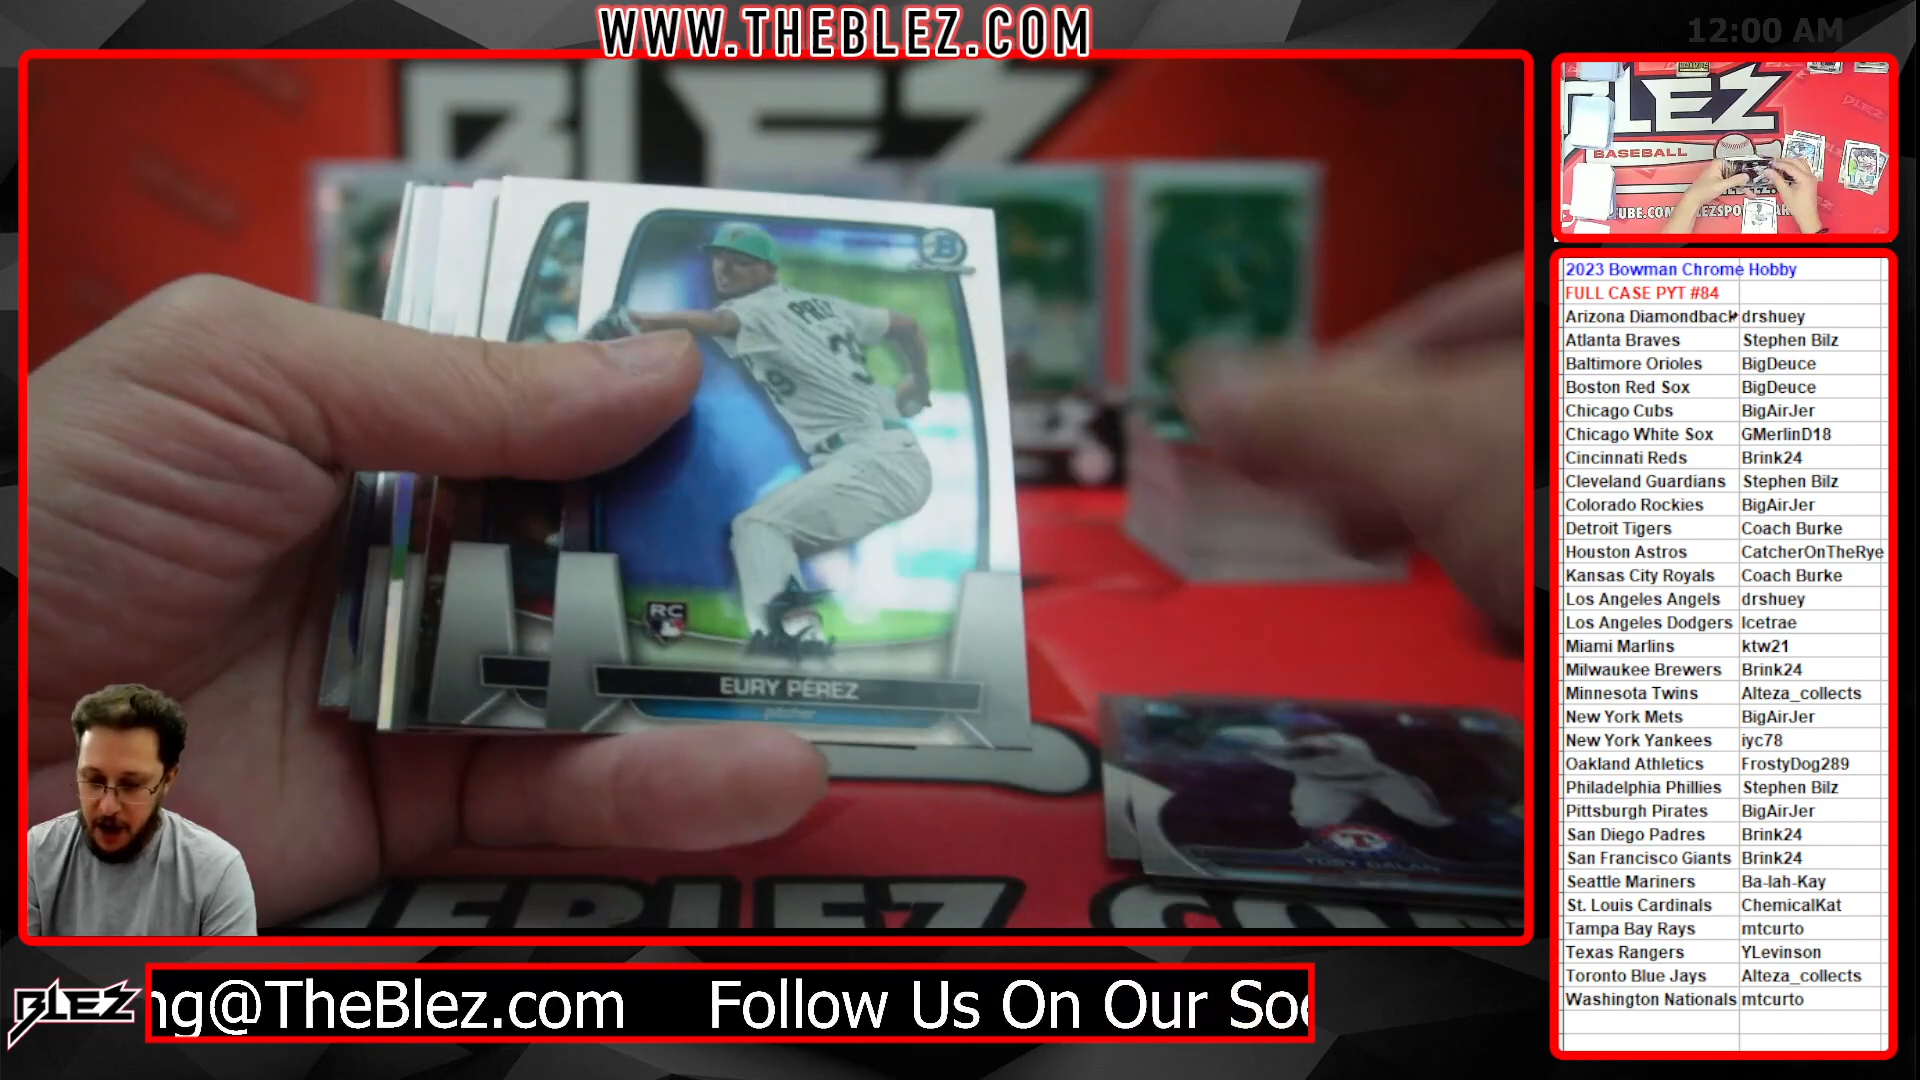 WWW.THEBLEZ.COM
12:00 AM
BLEZ
PÉREZ
39
B
RC
EURY PÉREZ
pitcher
T
LEZ
BASEBALL
2023 Bowman Chrome Hobby
FULL CASE PYT #84
Arizona Diamondback drshuey
Atlanta Braves Stephen Bilz
Baltimore Orioles BigDeuce
Boston Red Sox BigDeuce
Chicago Cubs BigAirJer
Chicago White Sox GMerlinD18
Cincinnati Reds Brink24
Cleveland Guardians Stephen Bilz
Colorado Rockies BigAirJer
Detroit Tigers Coach Burke
Houston Astros CatcherOnTheRye
Kansas City Royals Coach Burke
Los Angeles Angels drshuey
Los Angeles Dodgers Icetrae
Miami Marlins ktw21
Milwaukee Brewers Brink24
Minnesota Twins Alteza_collects
New York Mets BigAirJer
New York Yankees iyc78
Oakland Athletics FrostyDog289
Philadelphia Phillies Stephen Bilz
Pittsburgh Pirates BigAirJer
San Diego Padres Brink24
San Francisco Giants Brink24
Seattle Mariners Ba-lah-Kay
St. Louis Cardinals ChemicalKat
Tampa Bay Rays mtcurto
Texas Rangers YLevinson
Toronto Blue Jays Alteza_collects
Washington Nationals mtcurto
BLEZ
ng@TheBlez.com Follow Us On Our Soc